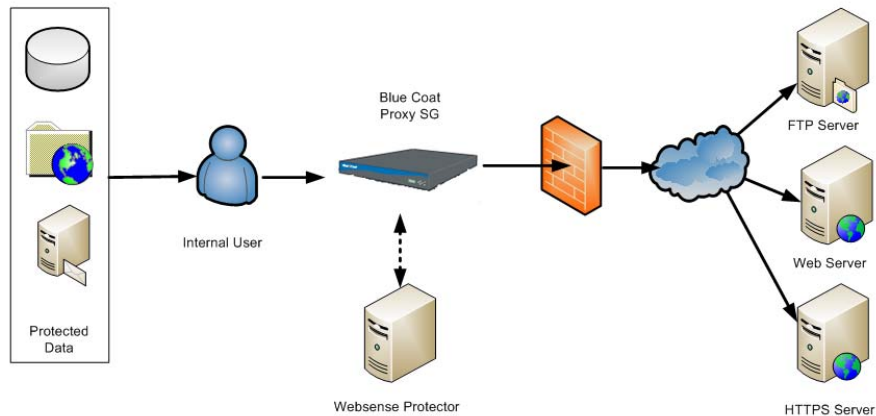 Protected
Data
Internal User
Blue Coat
Proxy SG
Websense Protector
FTP Server
Web Server
HTTPS Server